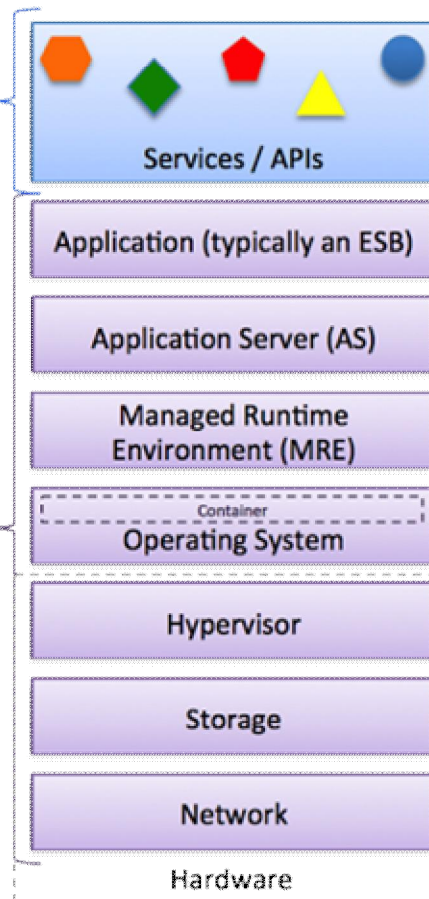 Services / APIs
Application (typically an ESB)
Application Server (AS)
Managed Runtime
Environment (MRE)
Container
Operating System
Hypervisor
Storage
Network
Hardware